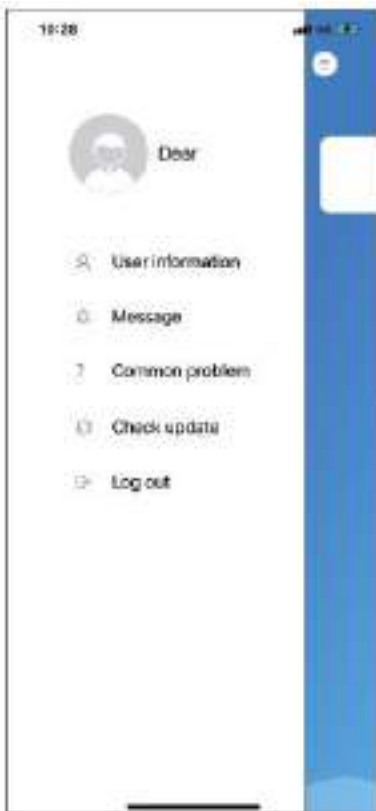 10:28
Dear
User information
Message
Common problem
Check update
Log out